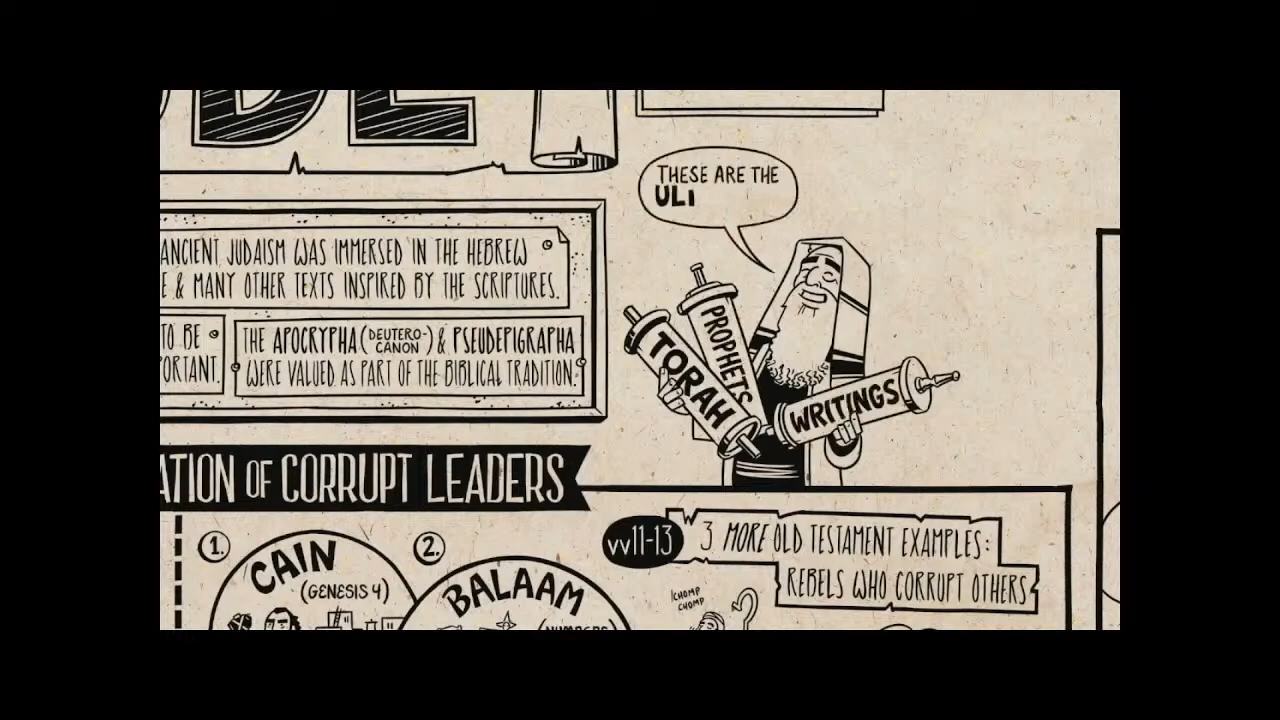 THESE ARE THE
ULI
ANCIENT JUDAISM WAS IMMERSED IN THE HEBREW
& MANY OTHER TEXTS INSPIRED BY THE SCRIPTURES.
TO BE
THE APOCRYPHA (DEUTERO-CANON) & PSEUDEPIGRAPHA
WERE VALUED AS PART OF THE BIBLICAL TRADITION.
TORAH
PROPHETS
WRITINGS
OF CORRUPT LEADERS
1.
CAIN
(GENESIS 4)
2.
BALAAM
vv11-13
3 MORE OLD TESTAMENT EXAMPLES:
REBELS WHO CORRUPT OTHERS
CHOMP
CHOMP